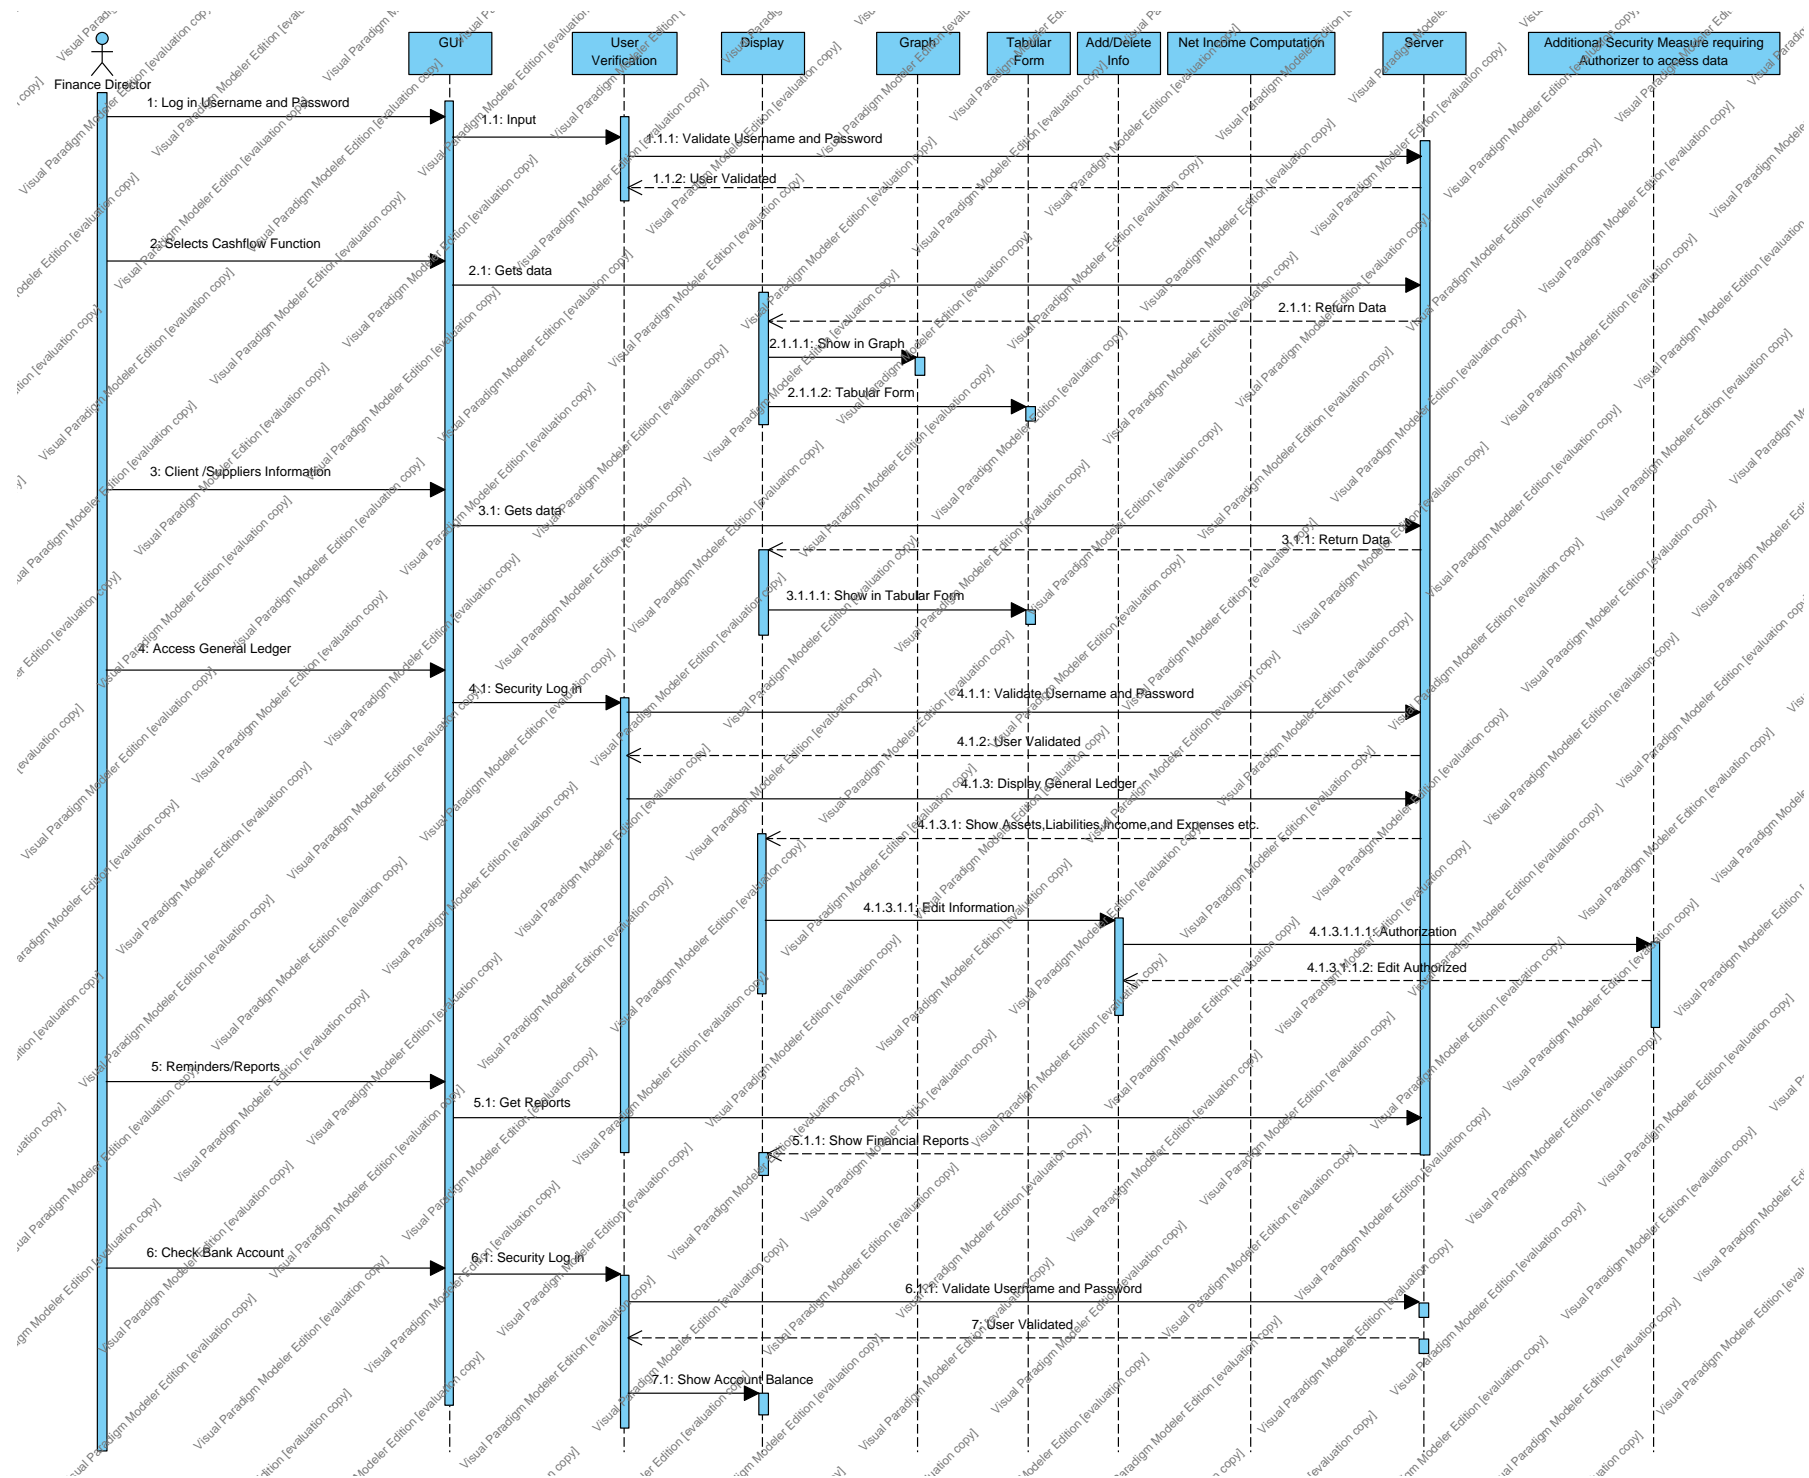 Finance Director
GUI
User
Verification
Display
Graph
Tabular
Form
Add/Delete
Info
Net Income Computation
Server
Additional Security Measure requiring
Authorizer to access data
1: Log in Username and Password
1.1: Input
1.1.1: Validate Username and Password
1.1.2: User Validated
2: Selects Cashflow Function
2.1: Gets data
2.1.1: Return Data
2.1.1.1: Show in Graph
2.1.1.2: Tabular Form
3: Client /Suppliers Information
3.1: Gets data
3.1.1: Return Data
3.1.1.1: Show in Tabular Form
4: Access General Ledger
4.1: Security Log in
4.1.1: Validate Username and Password
4.1.2: User Validated
4.1.3: Display General Ledger
4.1.3.1: Show Assets,Liabilities,Income,and Expenses etc.
4.1.3.1.1: Edit Information
4.1.3.1.1.1: Authorization
4.1.3.1.1.2: Edit Authorized
5: Reminders/Reports
5.1: Get Reports
5.1.1: Show Financial Reports
6: Check Bank Account
6.1: Security Log in
6.1.1: Validate Username and Password
7: User Validated
7.1: Show Account Balance
Visual Paradigm Modeler Edition [evaluation copy]